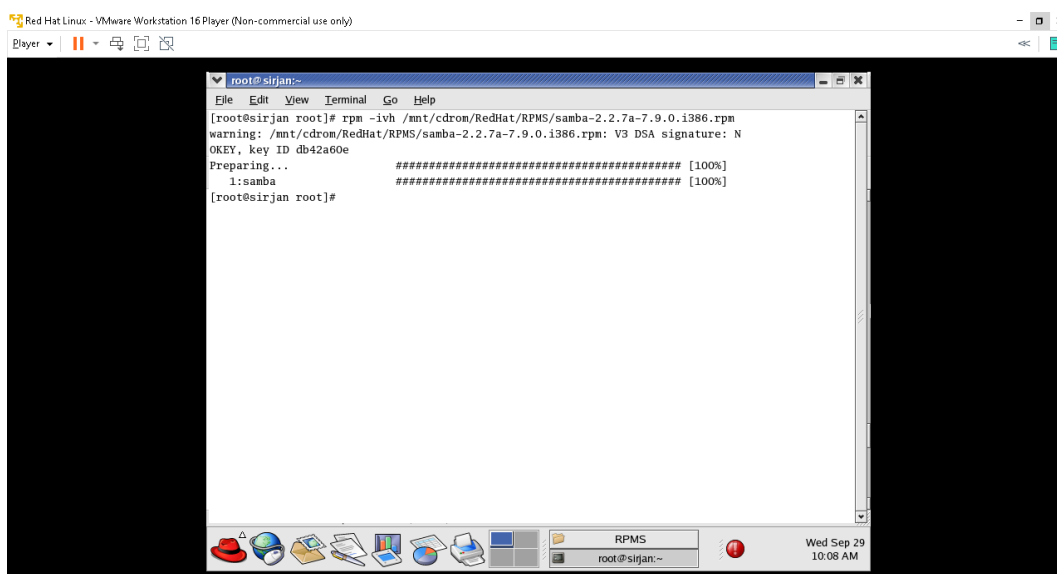 Red Hat Linux - VMware Workstation 16 Player (Non-commercial use only)
Player
root@sirjan:~
File Edit View Terminal Go Help
[root@sirjan root]# rpm -ivh /mnt/cdrom/RedHat/RPMS/samba-2.2.7a-7.9.0.i386.rpm
warning: /mnt/cdrom/RedHat/RPMS/samba-2.2.7a-7.9.0.i386.rpm: V3 DSA signature: N
OKEY, key ID db42a60e
Preparing... ########################################### [100%]
1:samba ########################################### [100%]
[root@sirjan root]#
RPMS
root@sirjan:~
Wed Sep 29
10:08 AM